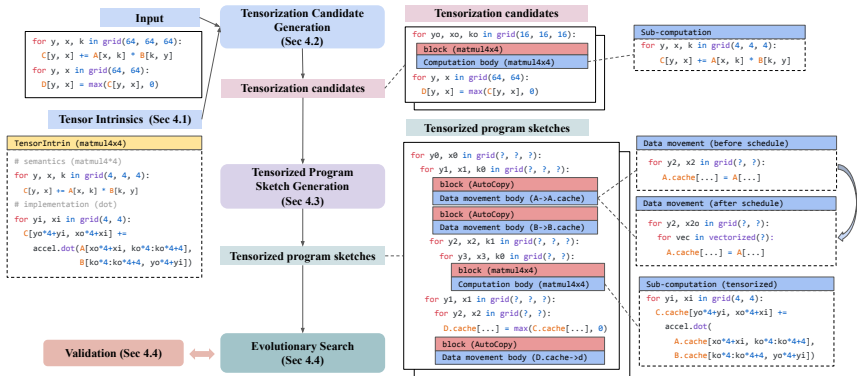 Input
for y, x, k in grid(64, 64, 64):
C[y, x] += A[x, k] * B[k, y]
for y, x in grid(64, 64):
D[y, x] = max(C[y, x], 0)
Tensor Intrinsics (Sec 4.1)
TensorIntrin (matmul4x4)
# semantics (matmul4*4)
for y, x, k in grid(4, 4, 4):
C[y, x] += A[x, k] * B[k, y]
# implementation (dot)
for yi, xi in grid(4, 4):
C[yo*4+yi, xo*4+xi] +=
accel.dot(A[xo*4+xi, ko*4:ko*4+4],
B[ko*4:ko*4+4, yo*4+yi])
Tensorization Candidate
Generation
(Sec 4.2)
Tensorization candidates
Tensorized Program
Sketch Generation
(Sec 4.3)
Tensorized program sketches
Validation (Sec 4.4)
Evolutionary Search
(Sec 4.4)
Tensorization candidates
for yo, xo, ko in grid(16, 16, 16):
block (matmul4x4)
Computation body (matmul4x4)
for y, x in grid(64, 64):
D[y, x] = max(C[y, x], 0)
Sub-computation
for y, x, k in grid(4, 4, 4):
C[y, x] += A[x, k] * B[k, y]
Tensorized program sketches
for y0, x0 in grid(?, ?, ?):
for y1, x1, k0 in grid(?, ?, ?):
block (AutoCopy)
Data movement body (A->A.cache)
block (AutoCopy)
Data movement body (B->B.cache)
for y2, x2, k1 in grid(?, ?, ?):
for y3, x3, k0 in grid(?, ?, ?):
block (matmul4x4)
Computation body (matmul4x4)
for y1, x1 in grid(?, ?, ?):
for y2, x2 in grid(?, ?, ?):
D.cache[...] = max(C.cache[...], 0)
block (AutoCopy)
Data movement body (D.cache->d)
Data movement (before schedule)
for y2, x2 in grid(?, ?):
A.cache[...] = A[...]
Data movement (after schedule)
for y2, x2o in grid(?, ?):
for vec in vectorized(?):
A.cache[...] = A[...]
Sub-computation (tensorized)
for yi, xi in grid(4, 4):
C.cache[yo*4+yi, xo*4+xi] +=
accel.dot(
A.cache[xo*4+xi, ko*4:ko*4+4],
B.cache[ko*4:ko*4+4, yo*4+yi])